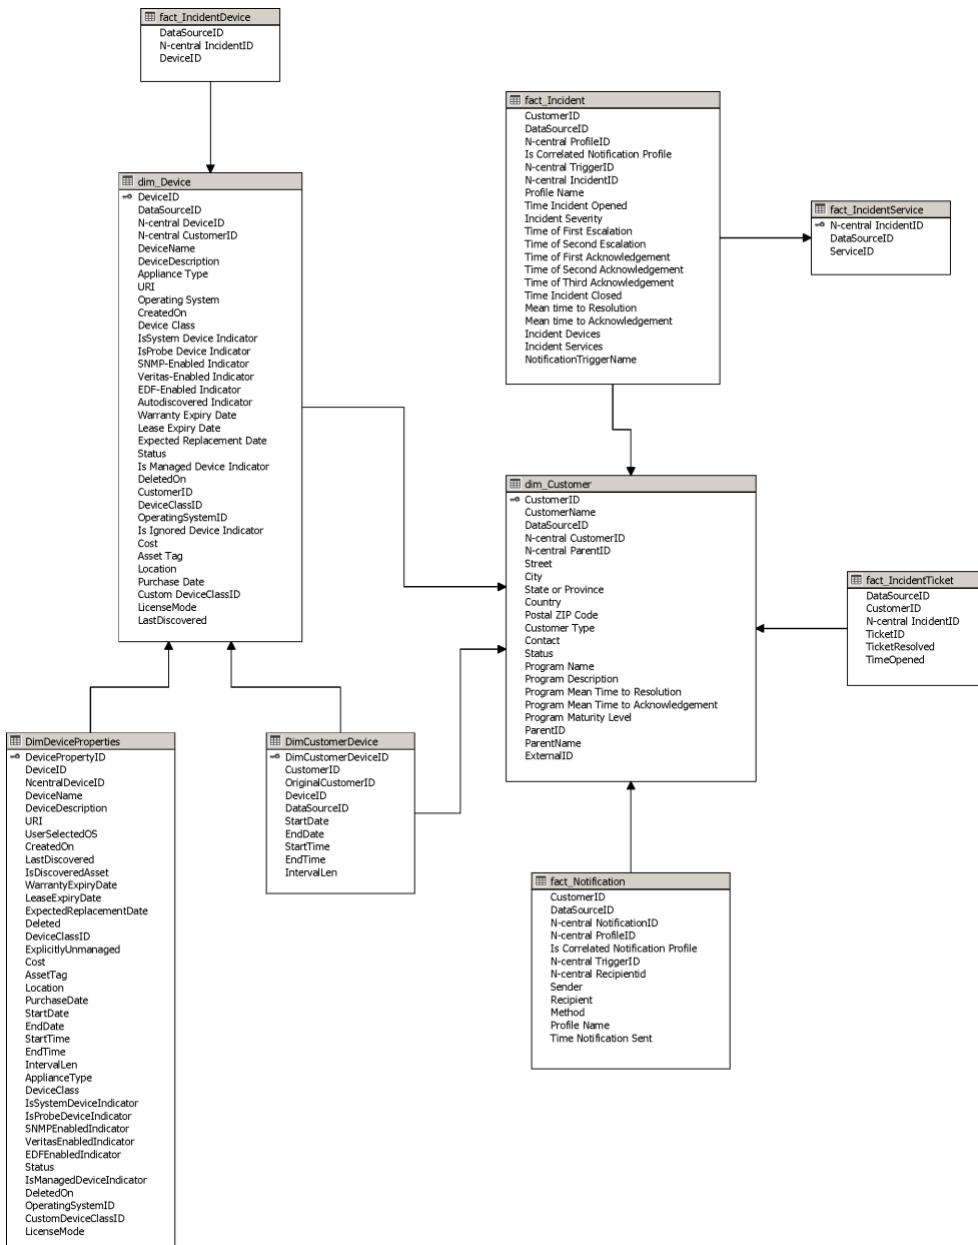 fact_IncidentDevice
DataSourceID
N-central IncidentID
DeviceID
fact_Incident
CustomerID
DataSourceID
N-central ProfileID
Is Correlated Notification Profile
N-central TriggerID
N-central IncidentID
Profile Name
Time Incident Opened
Incident Severity
Time of First Escalation
Time of Second Escalation
Time of First Acknowledgement
Time of Second Acknowledgement
Time of Third Acknowledgement
Time Incident Closed
Mean time to Resolution
Mean time to Acknowledgement
Incident Devices
Incident Services
NotificationTriggerName
fact_IncidentService
N-central IncidentID
DataSourceID
ServiceID
dim_Device
DeviceID
DataSourceID
N-central DeviceID
N-central CustomerID
DeviceName
DeviceDescription
Appliance Type
URI
Operating System
CreatedOn
Device Class
IsSystem Device Indicator
IsProbe Device Indicator
SNMP-Enabled Indicator
Veritas-Enabled Indicator
EDF-Enabled Indicator
Autodiscovered Indicator
Warranty Expiry Date
Lease Expiry Date
Expected Replacement Date
Status
Is Managed Device Indicator
DeletedOn
CustomerID
DeviceClassID
OperatingSystemID
Is Ignored Device Indicator
Cost
Asset Tag
Location
Purchase Date
Custom DeviceClassID
LicenseMode
LastDiscovered
dim_Customer
CustomerID
CustomerName
DataSourceID
N-central CustomerID
N-central ParentID
Street
City
State or Province
Country
Postal ZIP Code
Customer Type
Contact
Status
Program Name
Program Description
Program Mean Time to Resolution
Program Mean Time to Acknowledgement
Program Maturity Level
ParentID
ParentName
ExternalID
fact_IncidentTicket
DataSourceID
CustomerID
N-central IncidentID
TicketID
TicketResolved
TimeOpened
DimDeviceProperties
DevicePropertyID
DeviceID
NcentralDeviceID
DeviceName
DeviceDescription
URI
UserSelectedOS
CreatedOn
LastDiscovered
IsDiscoveredAsset
WarrantyExpiryDate
LeaseExpiryDate
ExpectedReplacementDate
Deleted
DeviceClassID
ExplicitlyUnmanaged
Cost
AssetTag
Location
PurchaseDate
StartDate
EndDate
StartTime
EndTime
IntervalLen
ApplianceType
DeviceClass
IsSystemDeviceIndicator
IsProbeDeviceIndicator
SNMPEnabledIndicator
VeritasEnabledIndicator
EDFEnabledIndicator
Status
IsManagedDeviceIndicator
DeletedOn
OperatingSystemID
CustomDeviceClassID
LicenseMode
DimCustomerDevice
DimCustomerDeviceID
CustomerID
OriginalCustomerID
DeviceID
DataSourceID
StartDate
EndDate
StartTime
EndTime
IntervalLen
fact_Notification
CustomerID
DataSourceID
N-central NotificationID
N-central ProfileID
Is Correlated Notification Profile
N-central TriggerID
N-central Recipientid
Sender
Recipient
Method
Profile Name
Time Notification Sent